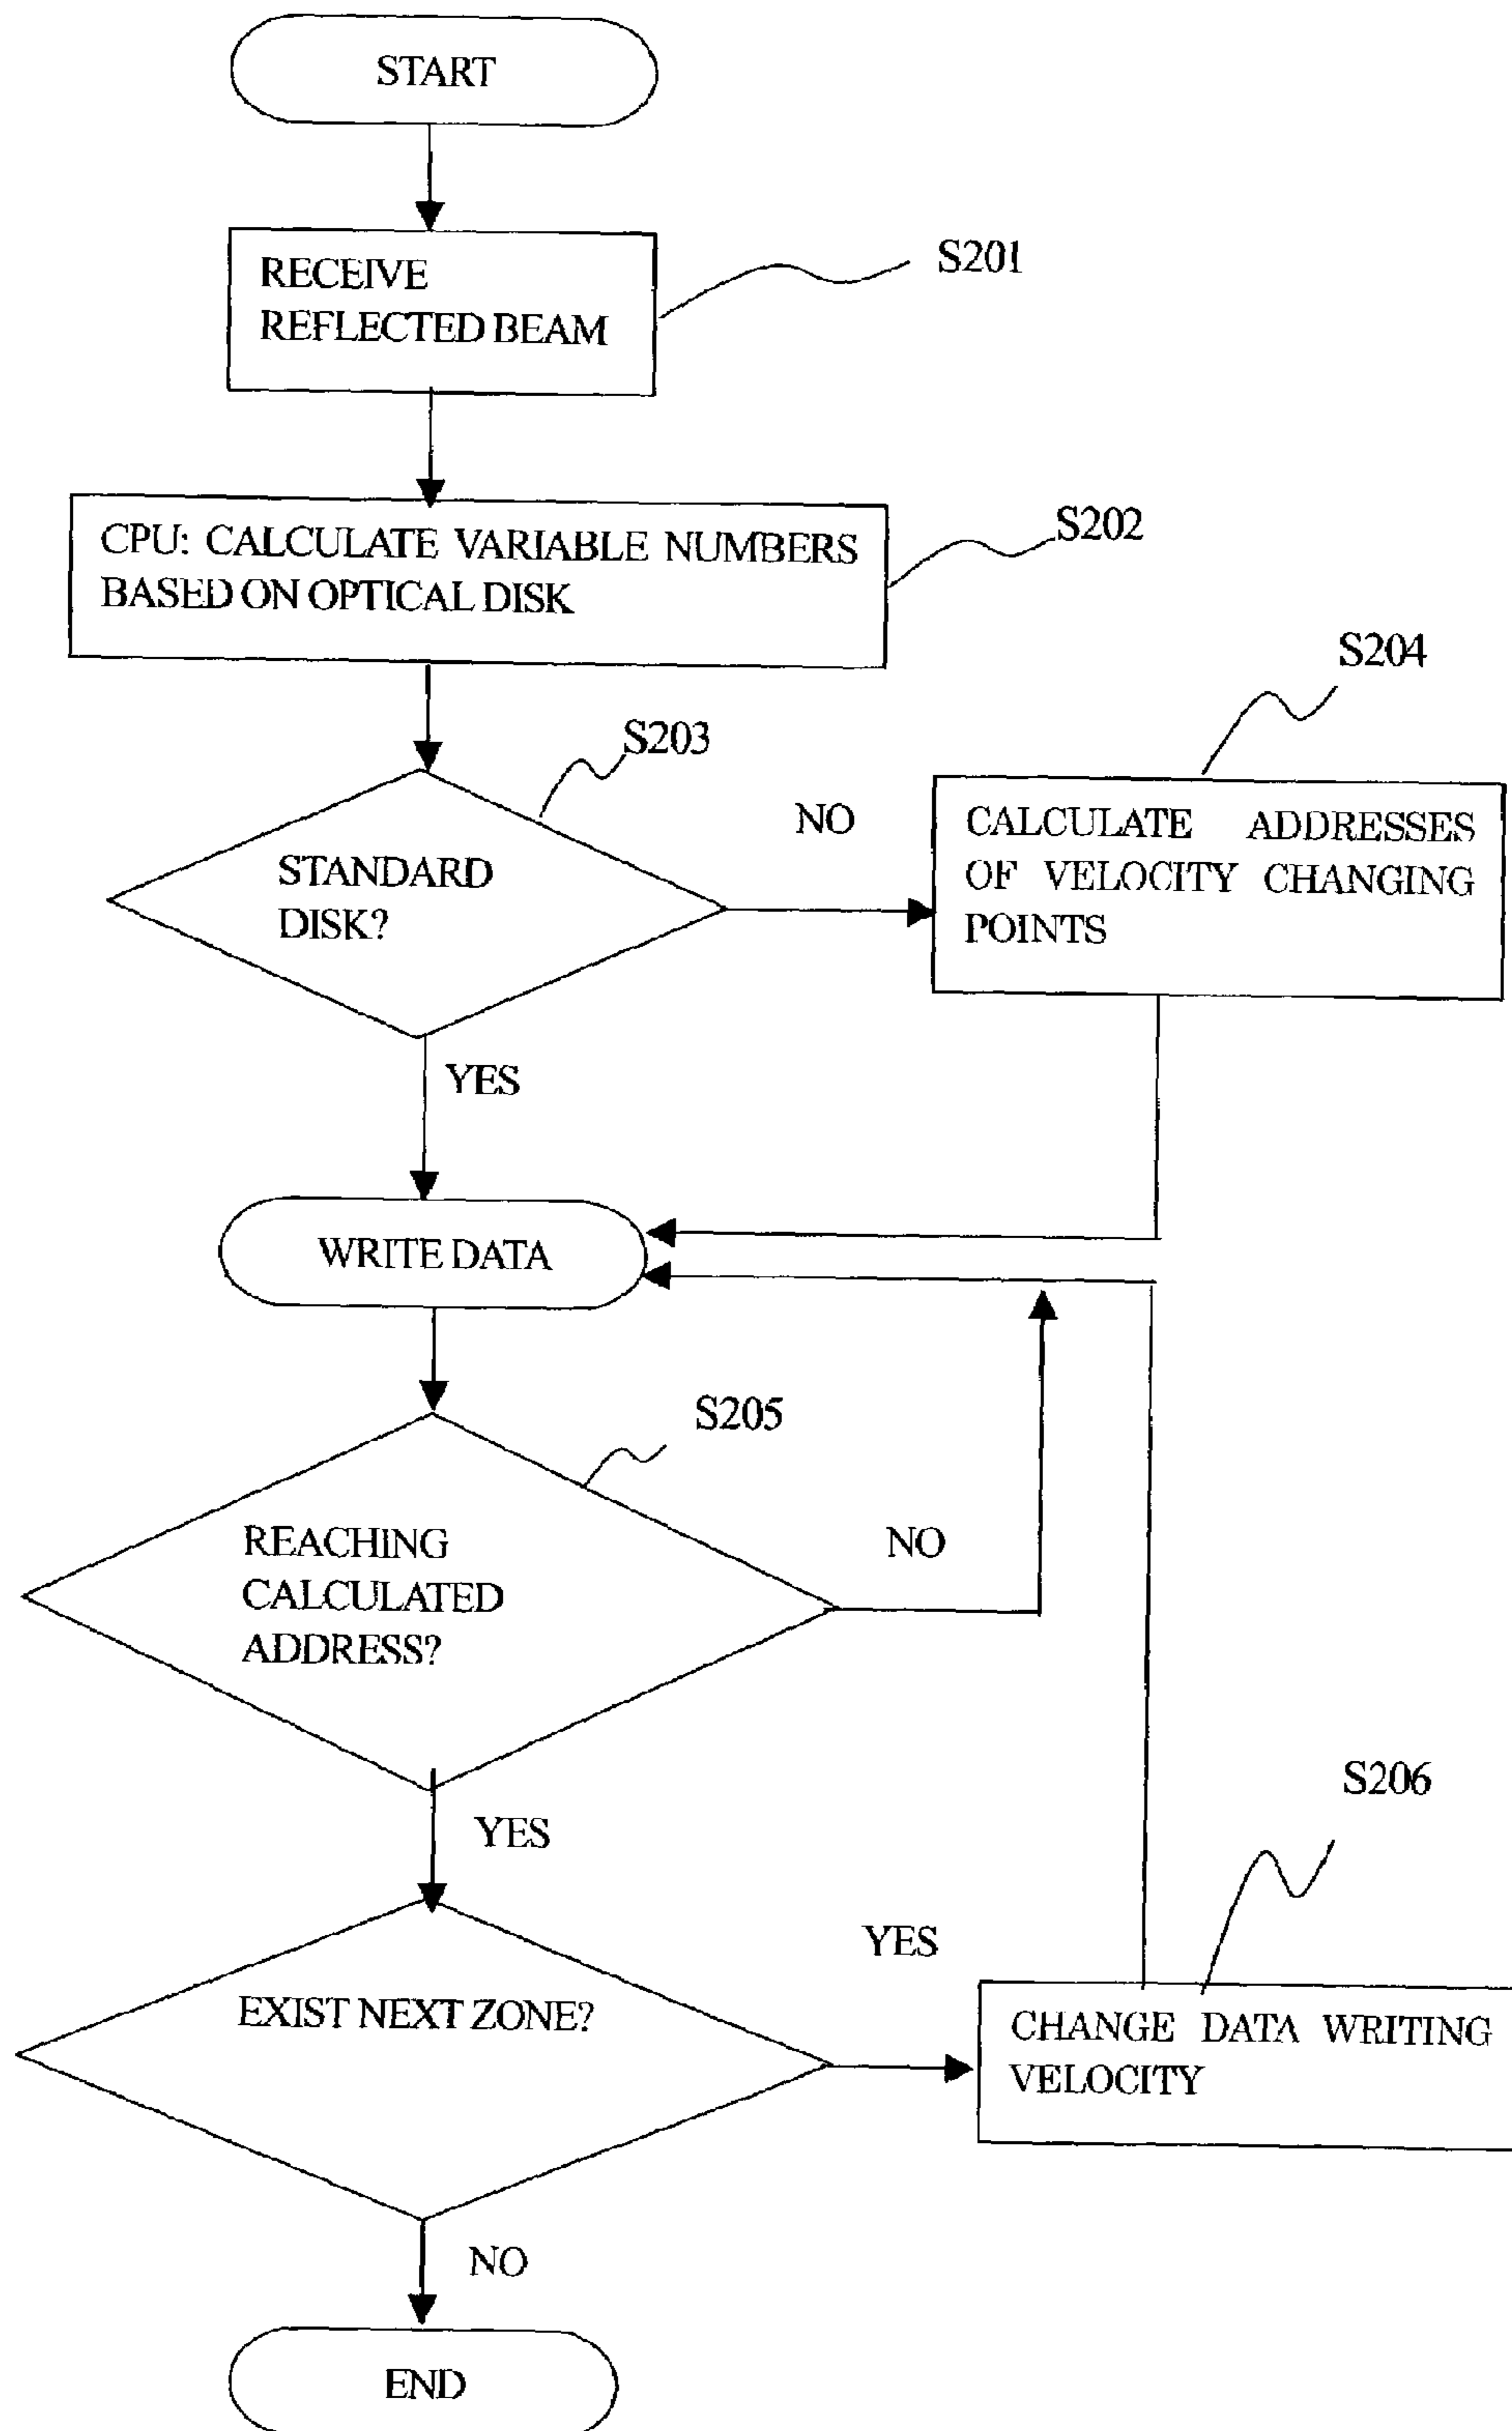 START
RECEIVE
REFLECTED BEAM
S201
CPU: CALCULATE VARIABLE NUMBERS
BASED ON OPTICAL DISK
S202
S203
STANDARD
DISK?
NO
S204
CALCULATE ADDRESSES
OF VELOCITY CHANGING
POINTS
YES
WRITE DATA
S205
REACHING
CALCULATED
ADDRESS?
NO
YES
EXIST NEXT ZONE?
YES
S206
CHANGE DATA WRITING
VELOCITY
NO
END